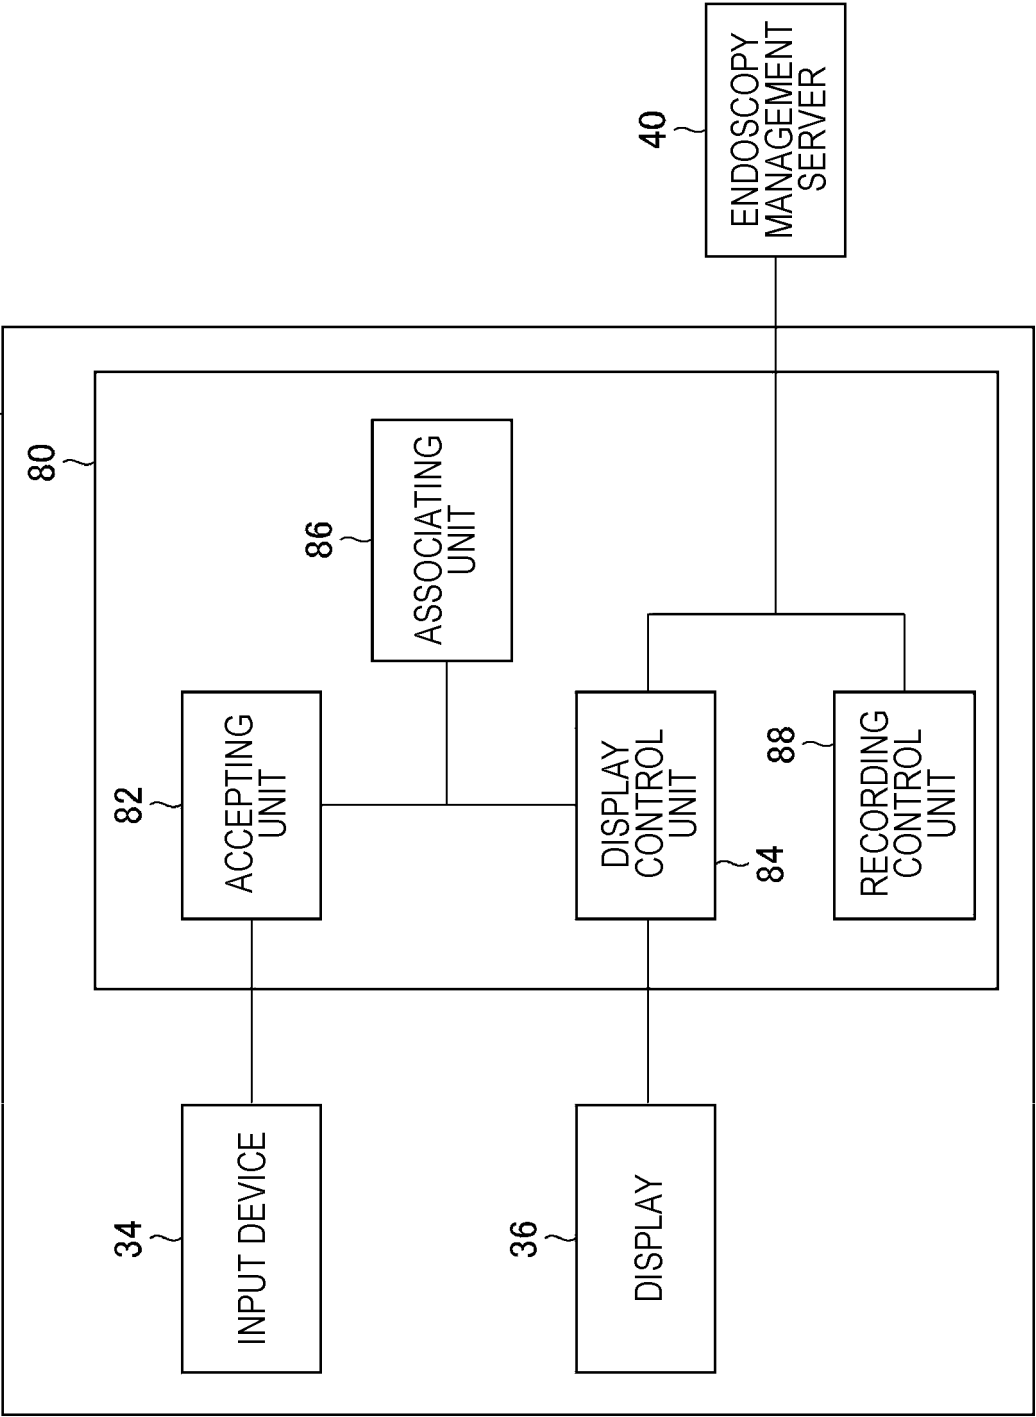 80
34
INPUT DEVICE
82
ACCEPTING
UNIT
86
ASSOCIATING
UNIT
36
DISPLAY
DISPLAY
CONTROL
UNIT
84
40
ENDOSCOPY
MANAGEMENT
SERVER
88
RECORDING
CONTROL
UNIT